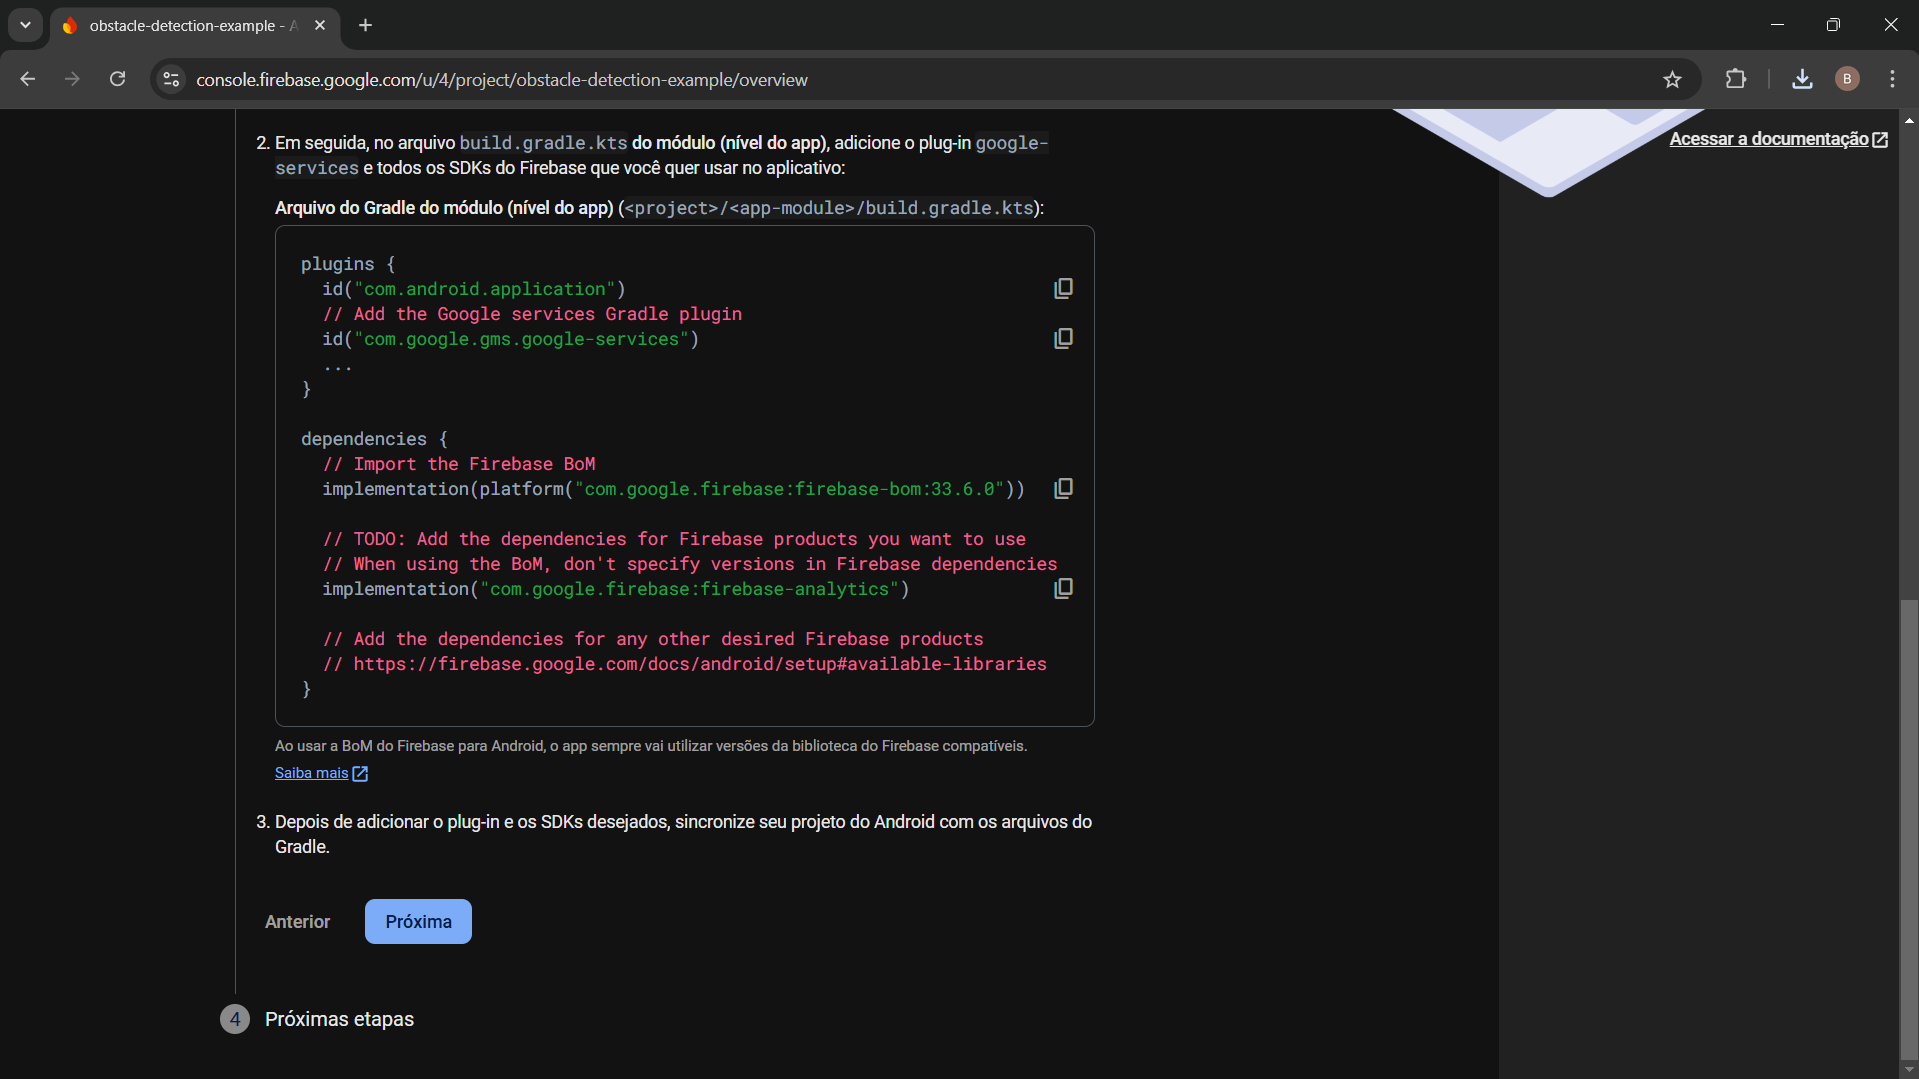 obstacle-detection-example - A
console.firebase.google.com/u/4/project/obstacle-detection-example/overview
B
Acessar a documentação
2. Em seguida, no arquivo build.gradle.kts do módulo (nível do app), adicione o plug-in google-
services e todos os SDKs do Firebase que você quer usar no aplicativo:
Arquivo do Gradle do módulo (nível do app) (<project>/<app-module>/build.gradle.kts):
plugins {
id("com.android.application")
// Add the Google services Gradle plugin
id("com.google.gms.google-services")
...
}
dependencies {
// Import the Firebase BoM
implementation(platform("com.google.firebase:firebase-bom:33.6.0"))
// TODO: Add the dependencies for Firebase products you want to use
// When using the BoM, don't specify versions in Firebase dependencies
implementation("com.google.firebase:firebase-analytics")
// Add the dependencies for any other desired Firebase products
// https://firebase.google.com/docs/android/setup#available-libraries
}
Ao usar a BoM do Firebase para Android, o app sempre vai utilizar versões da biblioteca do Firebase compatíveis.
Saiba mais
3. Depois de adicionar o plug-in e os SDKs desejados, sincronize seu projeto do Android com os arquivos do
Gradle.
Anterior
Próxima
4 Próximas etapas